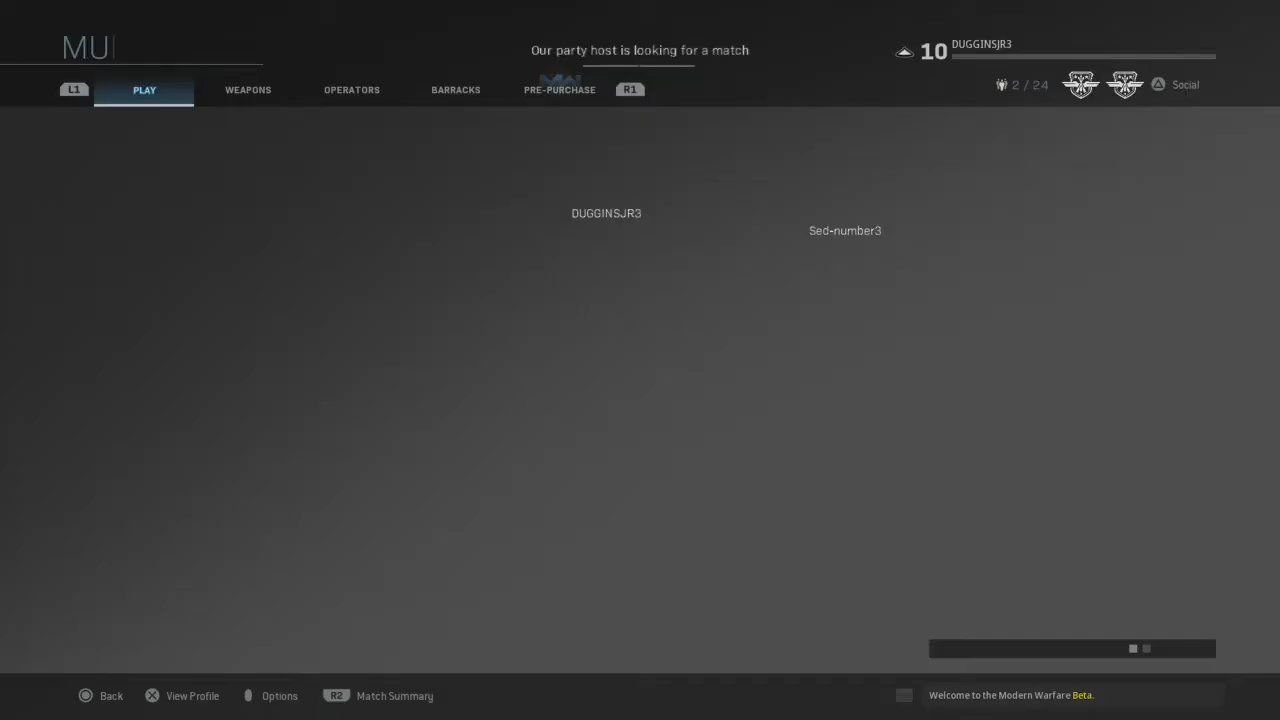 MU
Our party host is looking for a match
10 DUGGINSJR3
L1 PLAY WEAPONS OPERATORS BARRACKS PRE-PURCHASE R1
2 / 24 Social
DUGGINSJR3
Sed-number3
Back View Profile Options R2 Match Summary
Welcome to the Modern Warfare Beta.